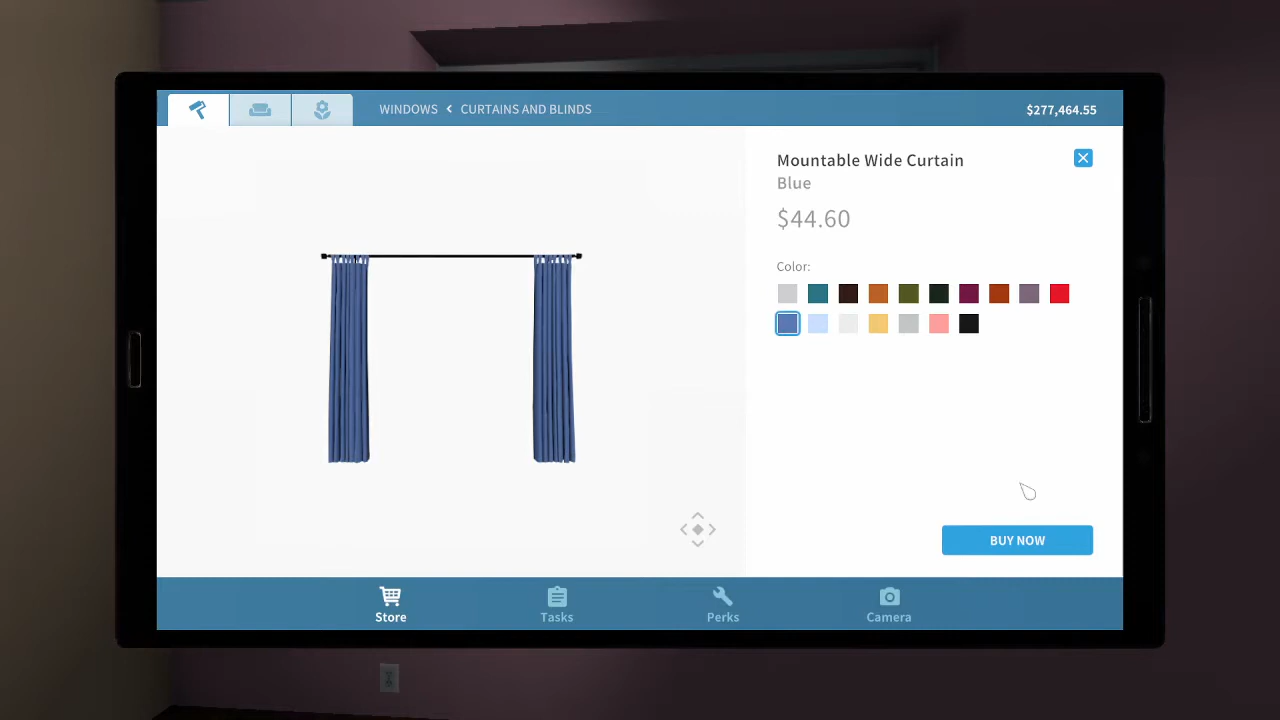 WINDOWS < CURTAINS AND BLINDS
$277,464.55
Mountable Wide Curtain
Blue
$44.60
Color:
BUY NOW
Store
Tasks
Perks
Camera